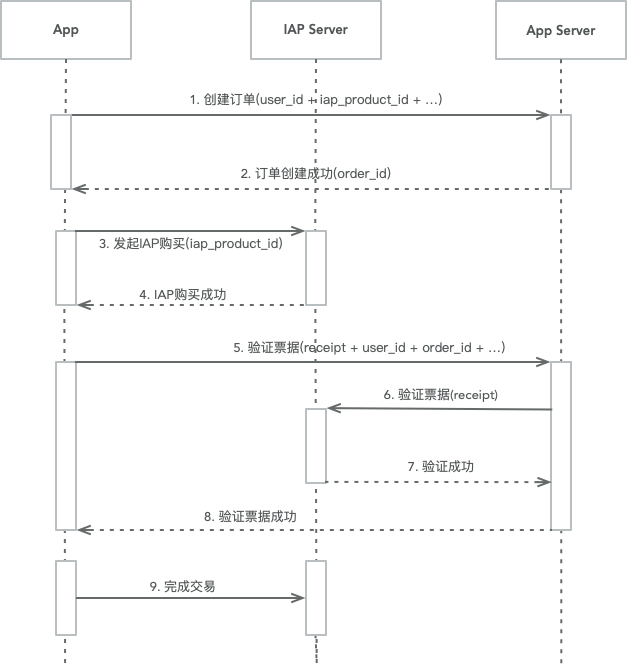 App
IAP Server
App Server
1. 创建订单(user_id + iap_product_id + ...)
2. 订单创建成功(order_id)
3. 发起IAP购买(iap_product_id)
4. IAP购买成功
5. 验证票据(receipt + user_id + order_id + ...)
6. 验证票据(receipt)
7. 验证成功
8. 验证票据成功
9. 完成交易